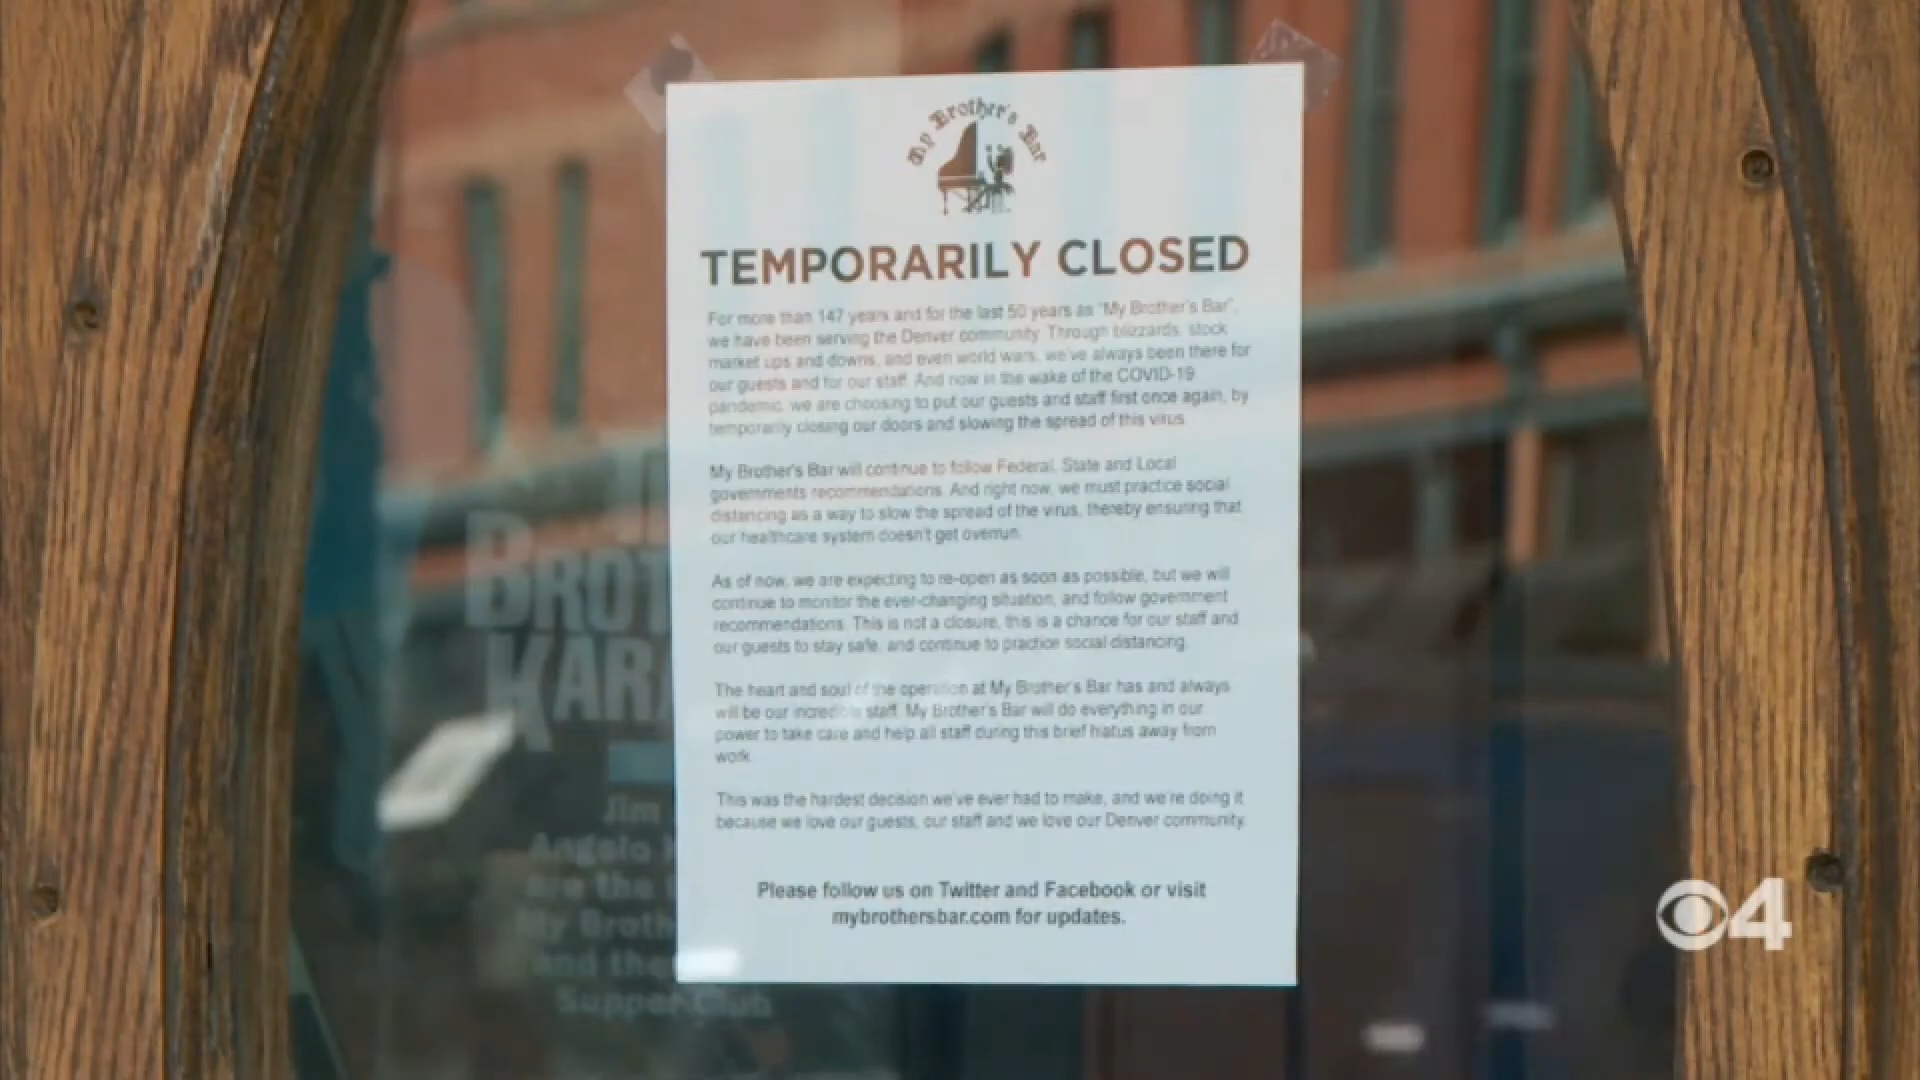 My Brother's Bar
TEMPORARILY CLOSED
For more than 147 years and for the last 50 years as "My Brother's Bar",
we have been serving the Denver community. Through blizzards, stock
market ups and downs, and even world wars, we've always been there for
our guests and for our staff. And now in the wake of the COVID-19
pandemic, we are choosing to put our guests and staff first once again, by
temporarily closing our doors and slowing the spread of this virus.
My Brother's Bar will continue to follow Federal, State and Local
governments recommendations. And right now, we must practice social
distancing as a way to slow the spread of the virus, thereby ensuring that
our healthcare system doesn't get overrun.
As of now, we are expecting to re-open as soon as possible, but we will
continue to monitor the ever-changing situation, and follow government
recommendations. This is not a closure, this is a chance for our staff and
our guests to stay safe, and continue to practice social distancing.
The heart and soul of the operation at My Brother's Bar has and always
will be our incredible staff. My Brother's Bar will do everything in our
power to take care and help all staff during this brief hiatus away from
work.
This was the hardest decision we've ever had to make, and we're doing it
because we love our guests, our staff and we love our Denver community.
Please follow us on Twitter and Facebook or visit
mybrothersbar.com for updates.
BROT
KARA
Jim
Angelo
are the
My Broth
and the
Supper Club
4